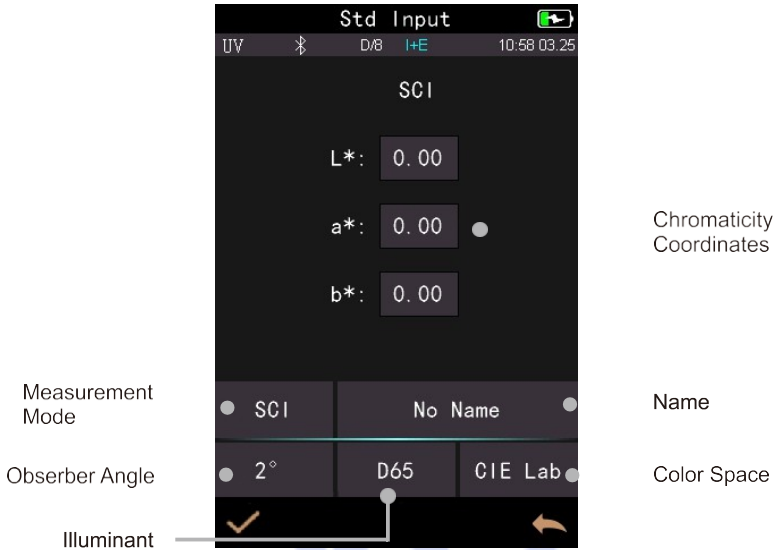 Std Input
UV D/8 I+E 10:58 03.25
SCI
L*: 0.00
a*: 0.00
Chromaticity
Coordinates
b*: 0.00
Measurement
Mode
SCI No Name
Name
Obserber Angle
2° D65 CIE Lab
Color Space
Illuminant